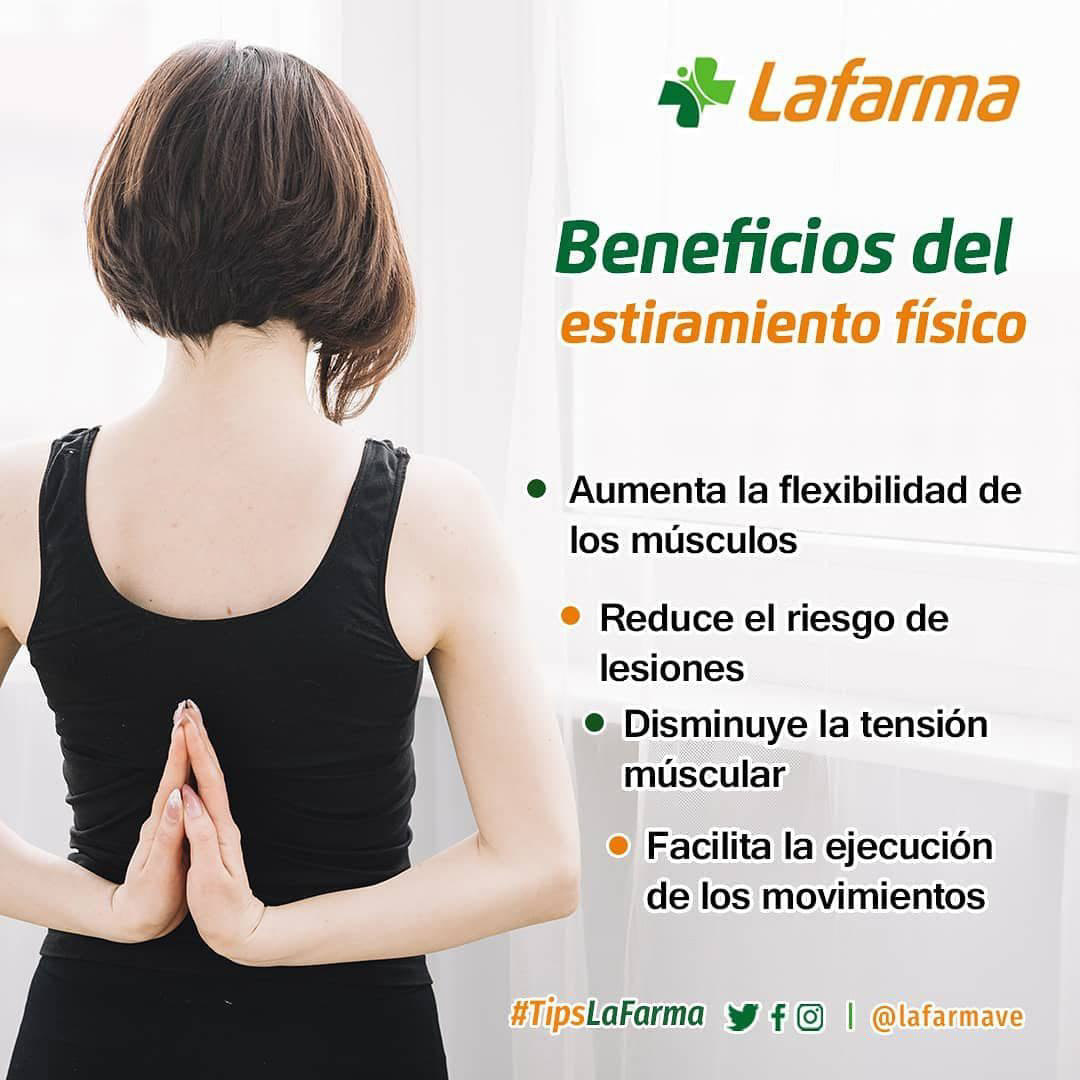 Lafarma
Beneficios del
estiramiento físico
Aumenta la flexibilidad de
los músculos
Reduce el riesgo de
lesiones
Disminuye la tensión
múscular
Facilita la ejecución
de los movimientos
#TipsLaFarma | @lafarmave